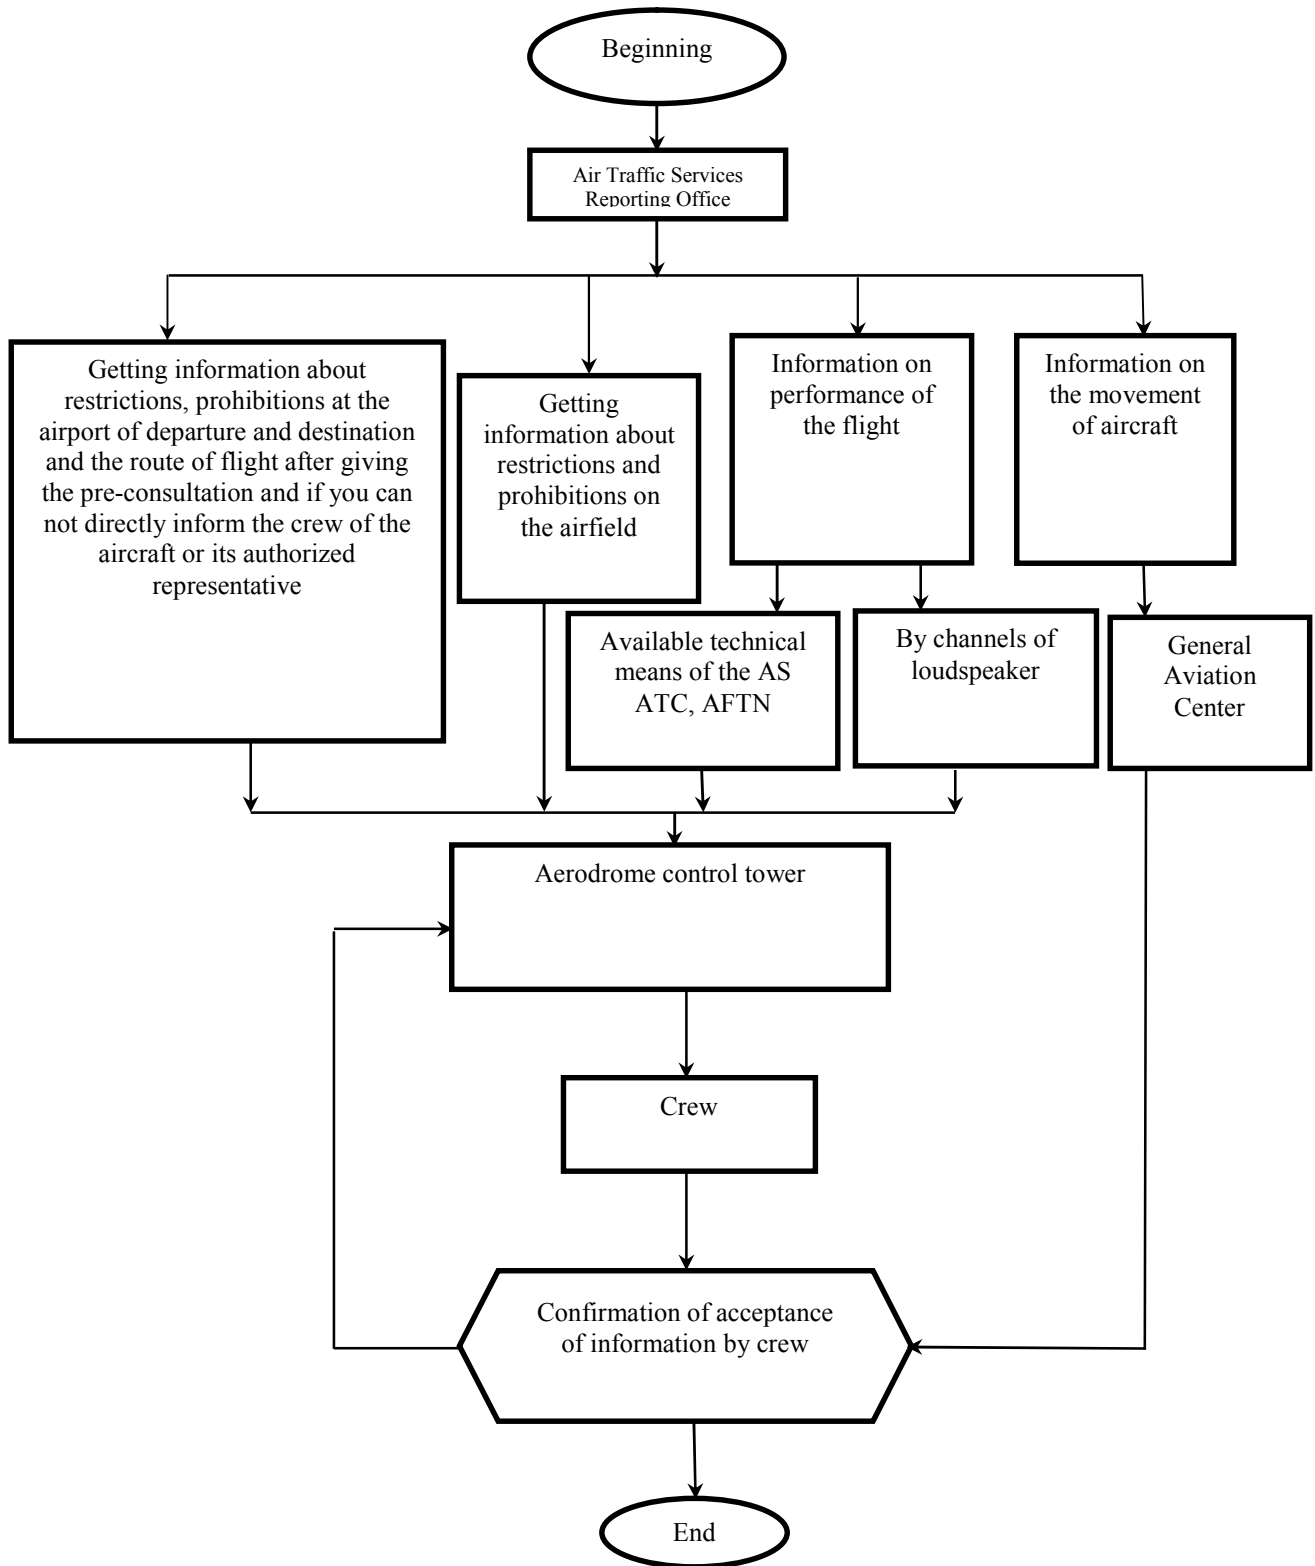 Beginning
Air Traffic Services
Reporting Office
Getting information about
restrictions, prohibitions at the
airport of departure and destination
and the route of flight after giving
the pre-consultation and if you can
not directly inform the crew of the
aircraft or its authorized
representative
Getting
information about
restrictions and
prohibitions on
the airfield
Information on
performance of
the flight
Information on
the movement
of aircraft
Available technical
means of the AS
ATC, AFTN
By channels of
loudspeaker
General
Aviation
Center
Aerodrome control tower
Crew
Confirmation of acceptance
of information by crew
End